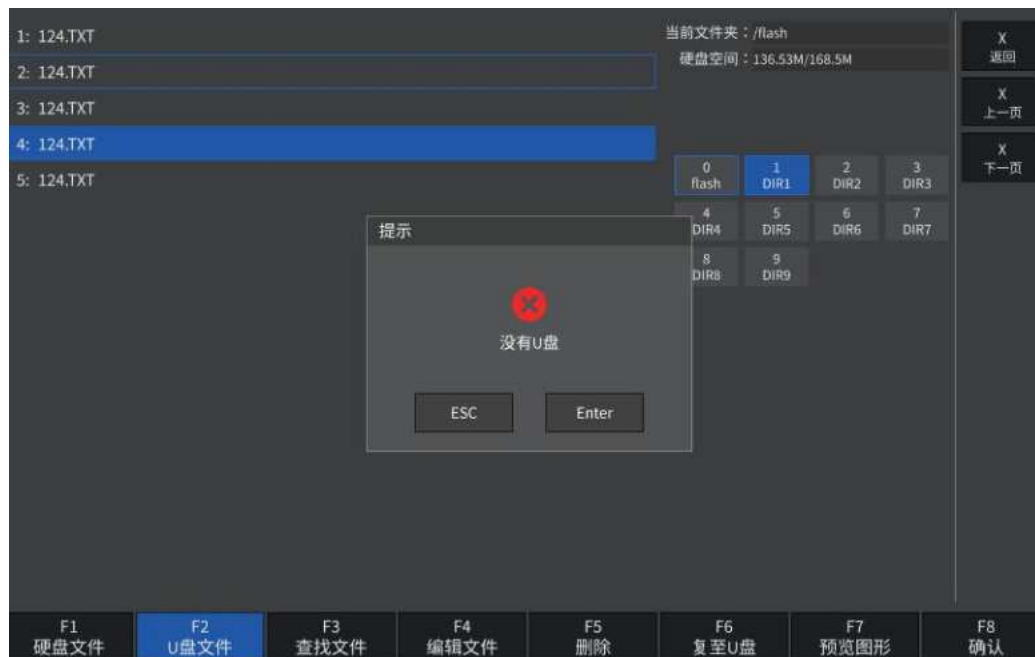 1: 124.TXT
2: 124.TXT
3: 124.TXT
4: 124.TXT
5: 124.TXT
当前文件夹：/flash
硬盘空间：136.53M/168.5M
0
flash
1
DIR1
2
DIR2
3
DIR3
4
DIR4
5
DIR5
6
DIR6
7
DIR7
8
DIR8
9
DIR9
X
返回
X
上一页
X
下一页
提示
没有U盘
ESC
Enter
F1
硬盘文件
F2
U盘文件
F3
查找文件
F4
编辑文件
F5
删除
F6
复至U盘
F7
预览图形
F8
确认